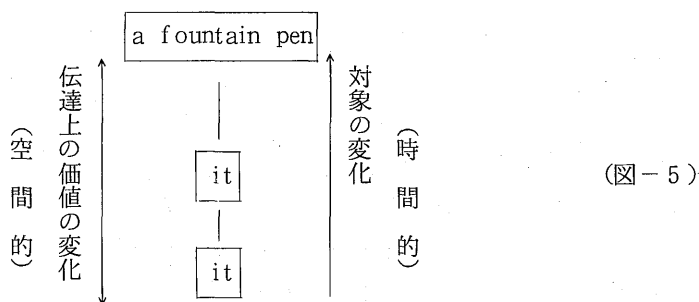 a fountain pen
伝達上の価値の変化
(空間的)
it
it
対象の変化
(時間的)
(図-5)